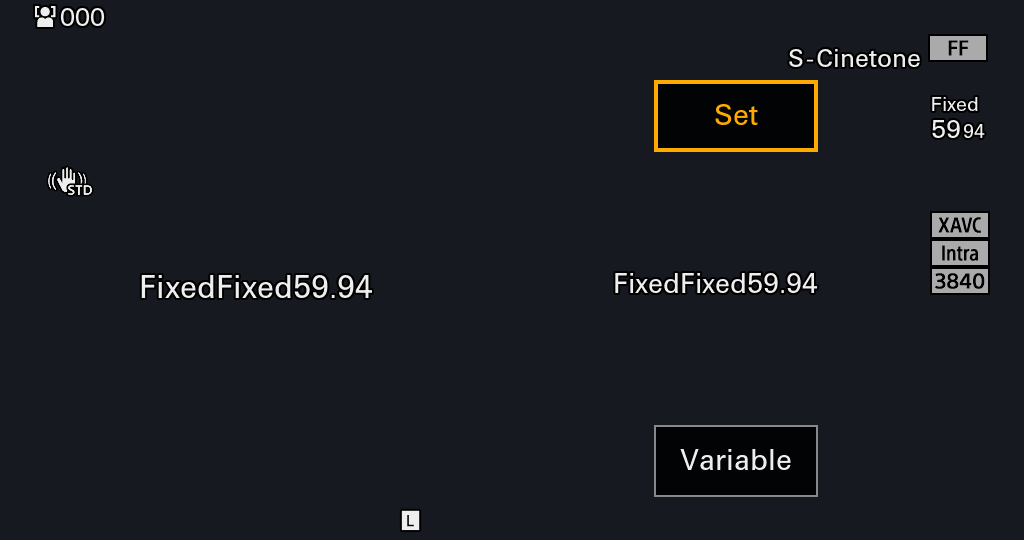 000
S-Cinetone
FF
Set
Fixed
59 94
STD
XAVC
Intra
3840
FixedFixed59.94
FixedFixed59.94
Variable
L